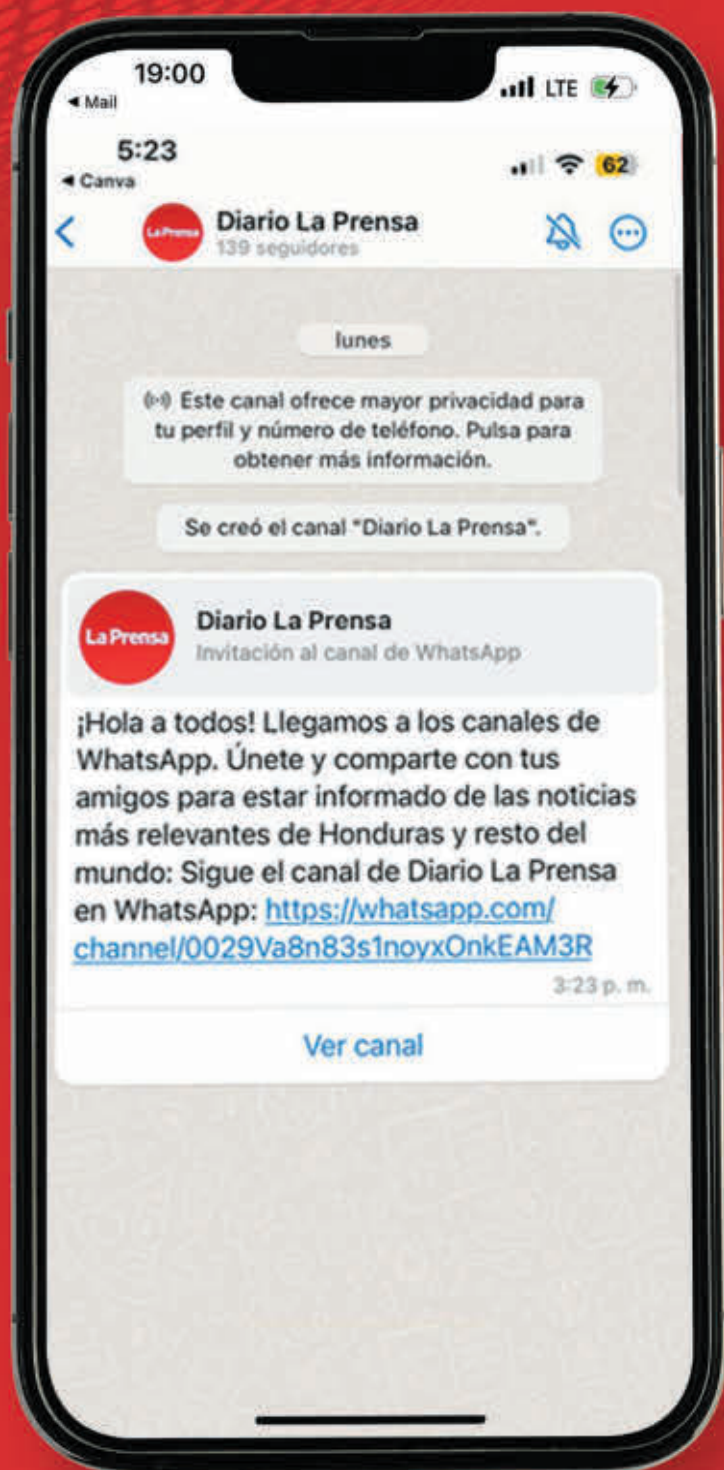 19:00
◀ Mail
LTE
5:23
◀ Canva
62
La Prensa
Diario La Prensa
139 seguidores
lunes
Este canal ofrece mayor privacidad para
tu perfil y número de teléfono. Pulsa para
obtener más información.
Se creó el canal "Diario La Prensa".
La Prensa
Diario La Prensa
Invitación al canal de WhatsApp
¡Hola a todos! Llegamos a los canales de
WhatsApp. Únete y comparte con tus
amigos para estar informado de las noticias
más relevantes de Honduras y resto del
mundo: Sigue el canal de Diario La Prensa
en WhatsApp: https://whatsapp.com/
channel/0029Va8n83s1noyxOnkEAM3R
3:23 p. m.
Ver canal